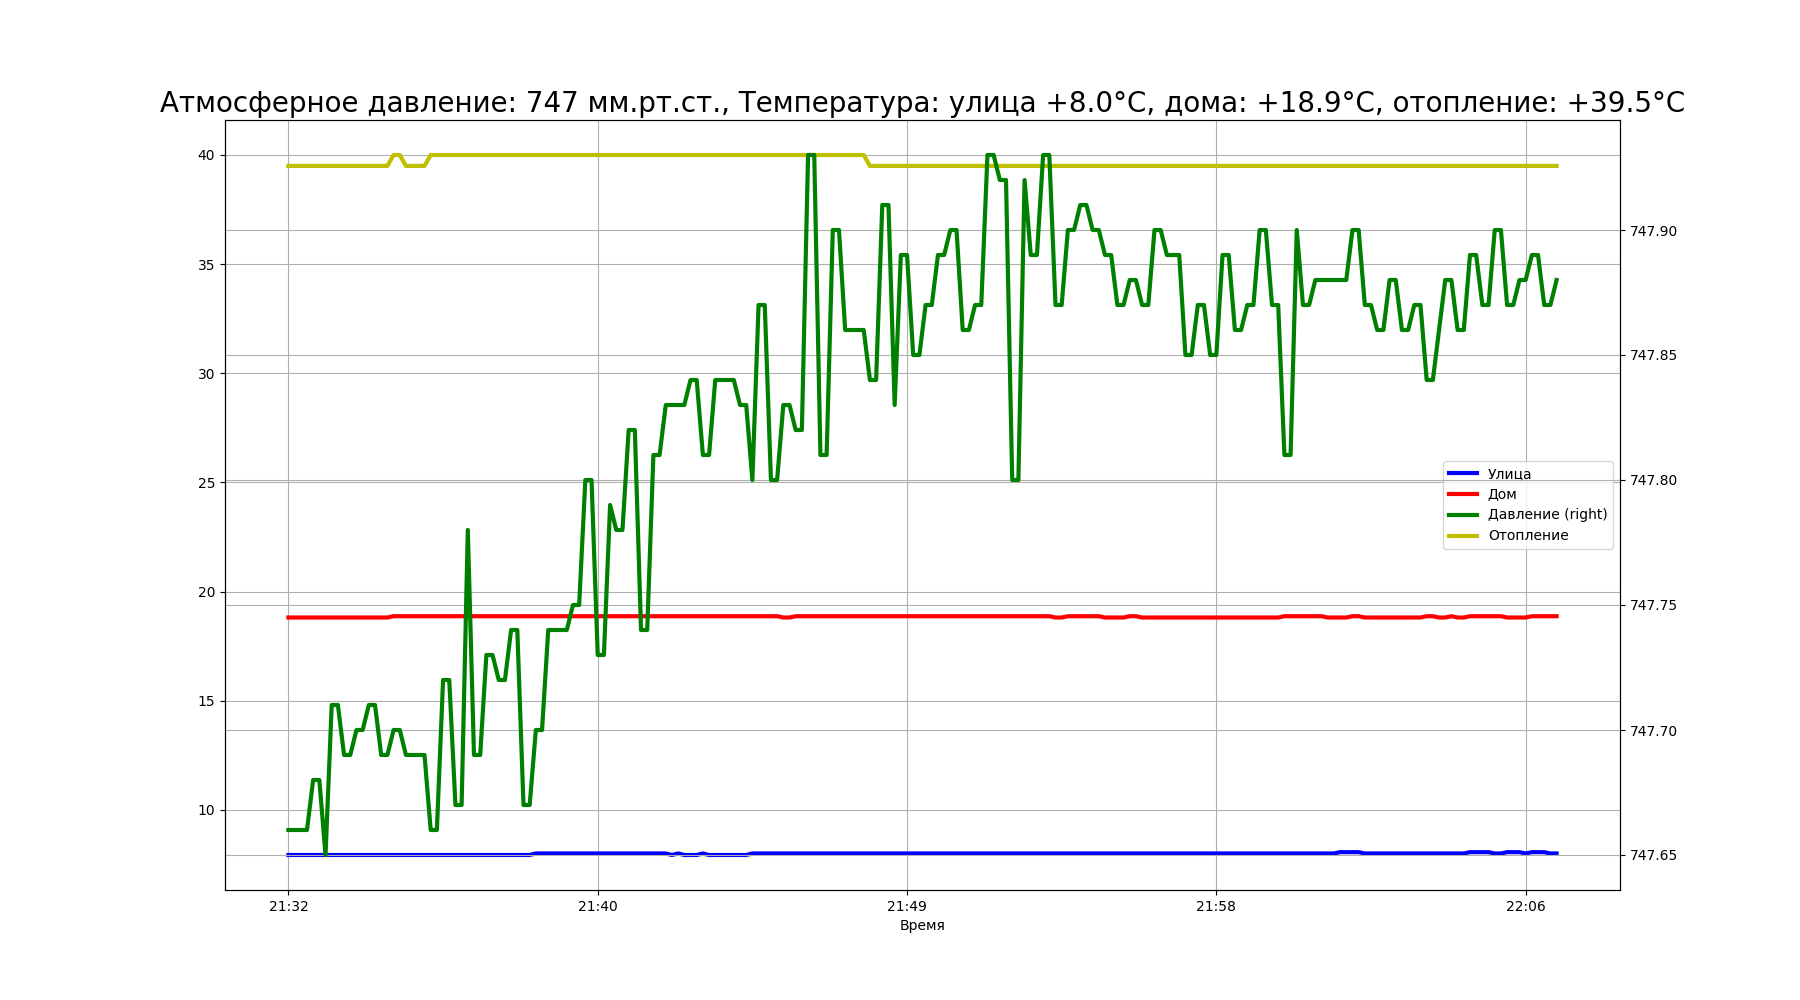 Атмосферное давление: 747 мм.рт.ст., Температура: улица +8.0°C, дома: +18.9°C, отопление: +39.5°C
40
35
30
25
20
15
10
747.90
747.85
747.80
747.75
747.70
747.65
Улица
Дом
Давление (right)
Отопление
21:32 21:40 21:49 21:58 22:06
Время